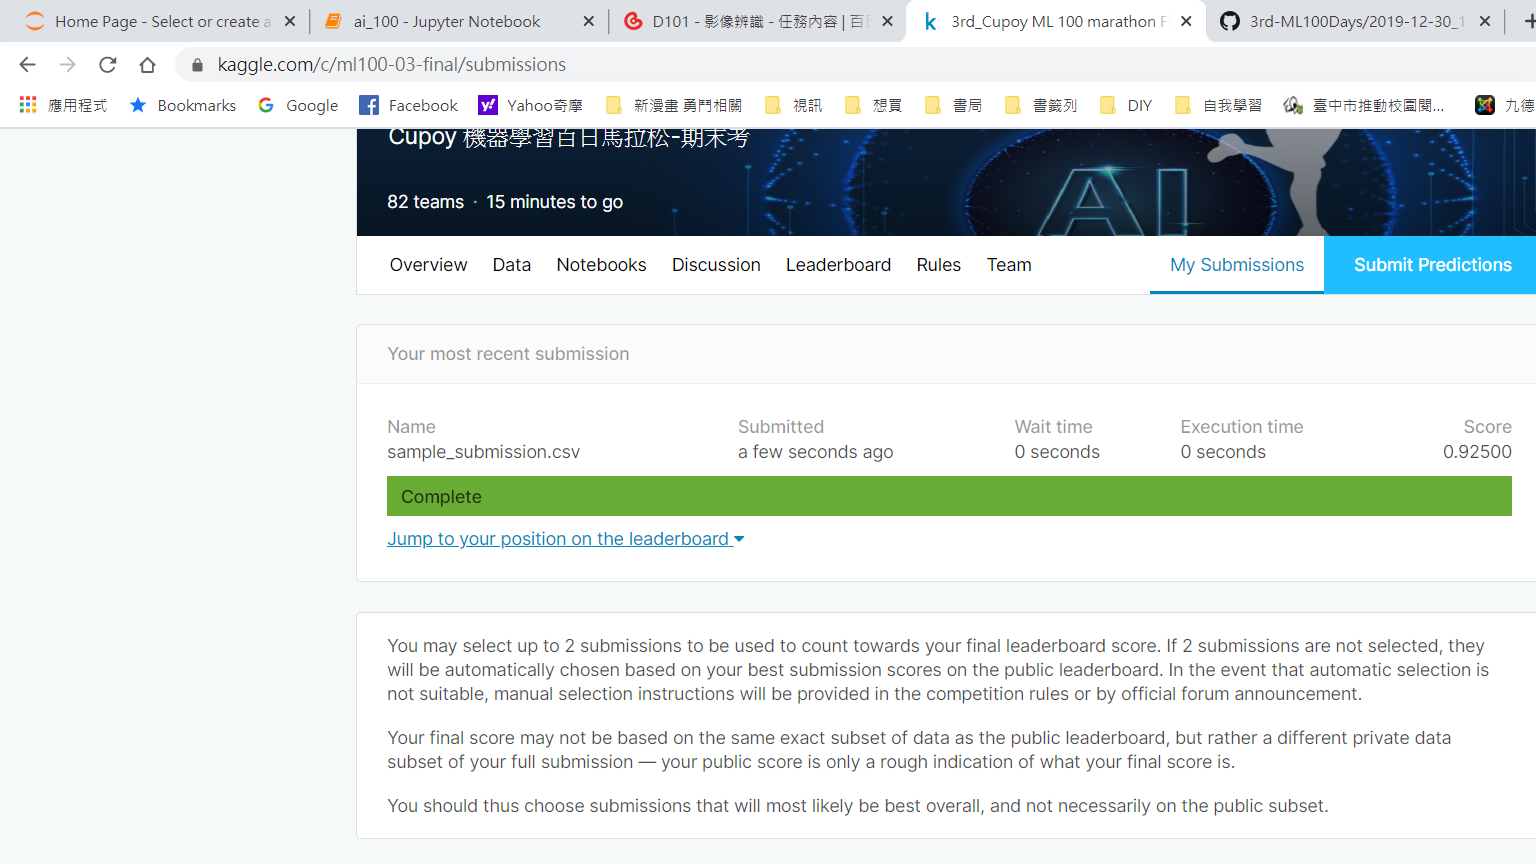 Home Page - Select or create a
ai_100 - Jupyter Notebook
D101 - 影像辨識 - 任務內容 | 百
3rd_Cupoy ML 100 marathon F
3rd-ML100Days/2019-12-30_1
kaggle.com/c/ml100-03-final/submissions
應用程式
Bookmarks
Google
Facebook
Yahoo奇摩
新漫畫 勇鬥相關
視訊
想買
書局
書籤列
DIY
自我學習
臺中市推動校園閱...
九德
Cupoy 機器學習百日馬拉松-期末考
82 teams · 15 minutes to go
AI
Overview
Data
Notebooks
Discussion
Leaderboard
Rules
Team
My Submissions
Submit Predictions
Your most recent submission
Name Submitted Wait time Execution time Score
sample_submission.csv a few seconds ago 0 seconds 0 seconds 0.92500
Complete
Jump to your position on the leaderboard
You may select up to 2 submissions to be used to count towards your final leaderboard score. If 2 submissions are not selected, they
will be automatically chosen based on your best submission scores on the public leaderboard. In the event that automatic selection is
not suitable, manual selection instructions will be provided in the competition rules or by official forum announcement.
Your final score may not be based on the same exact subset of data as the public leaderboard, but rather a different private data
subset of your full submission — your public score is only a rough indication of what your final score is.
You should thus choose submissions that will most likely be best overall, and not necessarily on the public subset.